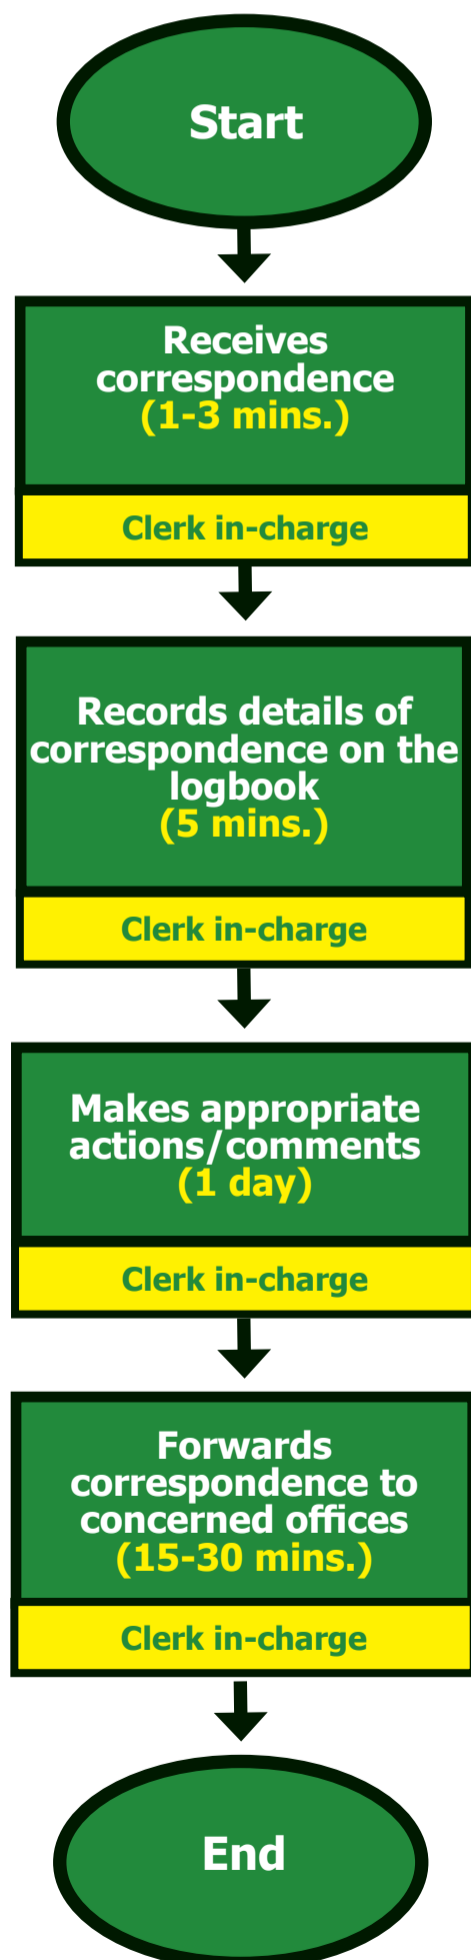 Start
Receives
correspondence
(1-3 mins.)
Clerk in-charge
Records details of
correspondence on the
logbook
(5 mins.)
Clerk in-charge
Makes appropriate
actions/comments
(1 day)
Clerk in-charge
Forwards
correspondence to
concerned offices
(15-30 mins.)
Clerk in-charge
End